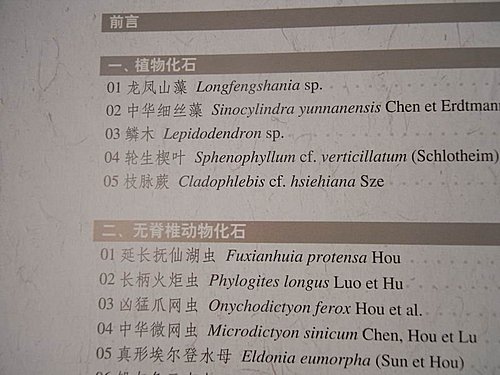 前言
一、植物化石
01 龙凤山藻 Longfengshania sp.
02 中华细丝藻 Sinocylindra yunnanensis Chen et Erdtmann
03 鳞木 Lepidodendron sp.
04 轮生楔叶 Sphenophyllum cf. verticillatum (Schlotheim)
05 枝脉蕨 Cladophlebis cf. hsiehiana Sze
二、无脊椎动物化石
01 延长抚仙湖虫 Fuxianhuia protensa Hou
02 长柄火炬虫 Phylogites longus Luo et Hu
03 凶猛爪网虫 Onychodictyon ferox Hou et al.
04 中华微网虫 Microdictyon sinicum Chen, Hou et Lu
05 真形埃尔登水母 Eldonia eumorpha (Sun et Hou)